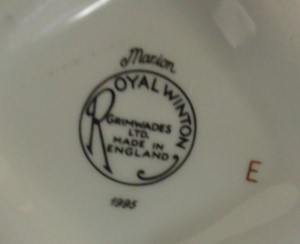 Marion
ROYAL WINTON
GRIMWADES
LTD.
MADE IN
ENGLAND
1995
E